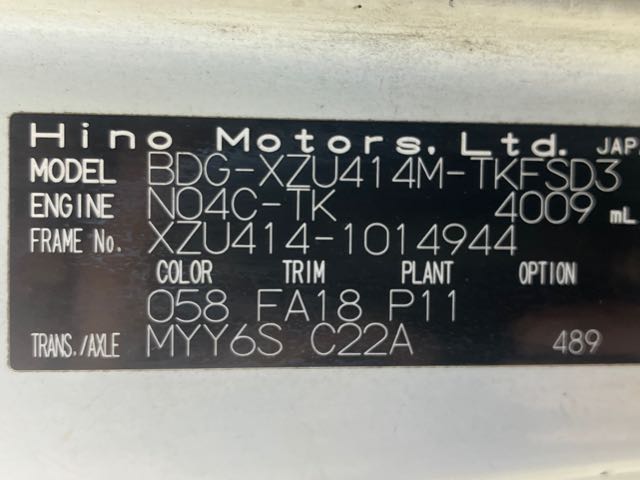 Hino Motors, Ltd. JAPA
MODEL BDG-XZU414M-TKFSD3
ENGINE N04C-TK 4009 mL
FRAME No. XZU414-1014944
COLOR TRIM PLANT OPTION
058 FA18 P11
TRANS./AXLE MYY6S C22A 489